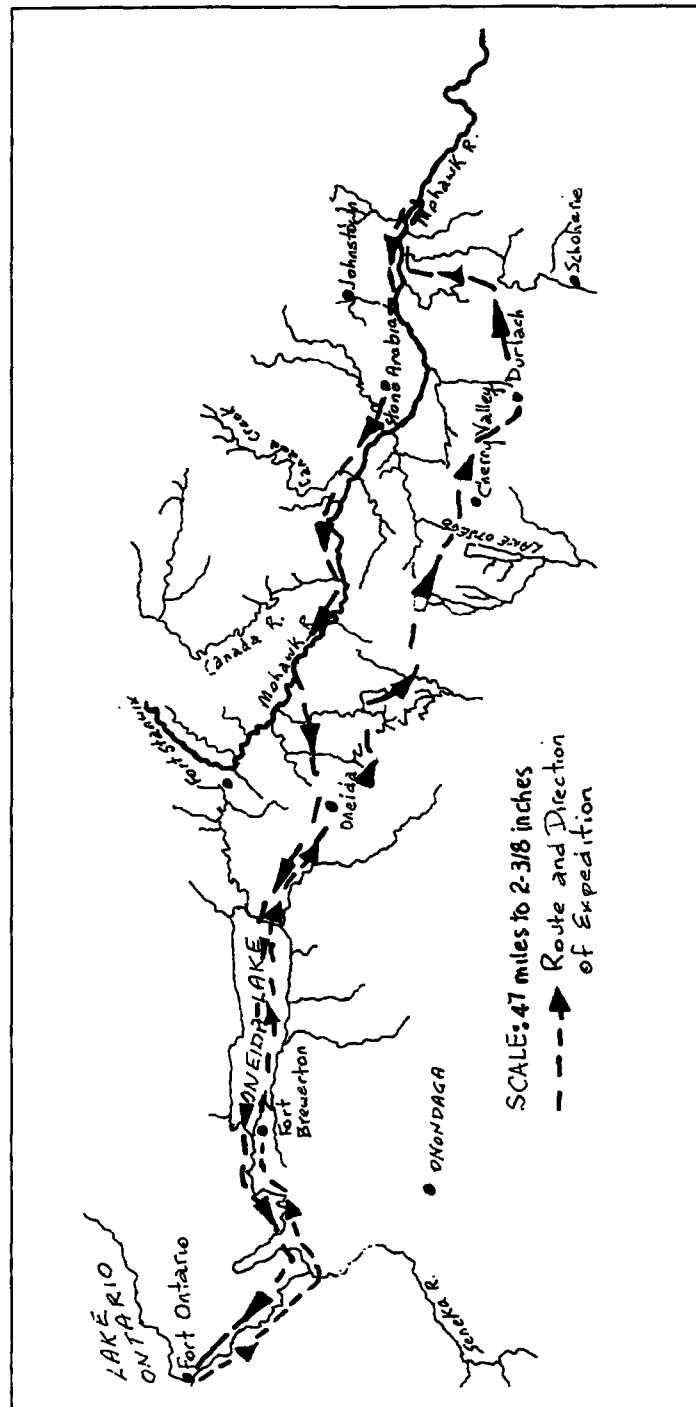 LAKE
ONTARIO
Fort Ontario
ONEIDA LAKE
Fort
Brewerton
ONONDAGA
Seneka R.
Fort Stanwix
Oneida
Mohawk R.
Canada R.
Canada Creek
Stone Arabia
Johnstown
Mohawk R.
LAKE OTSEGO
Cherry Valley
Durlach
Schoharie
SCALE: 47 miles to 2-3/8 inches
Route and Direction
of Expedition